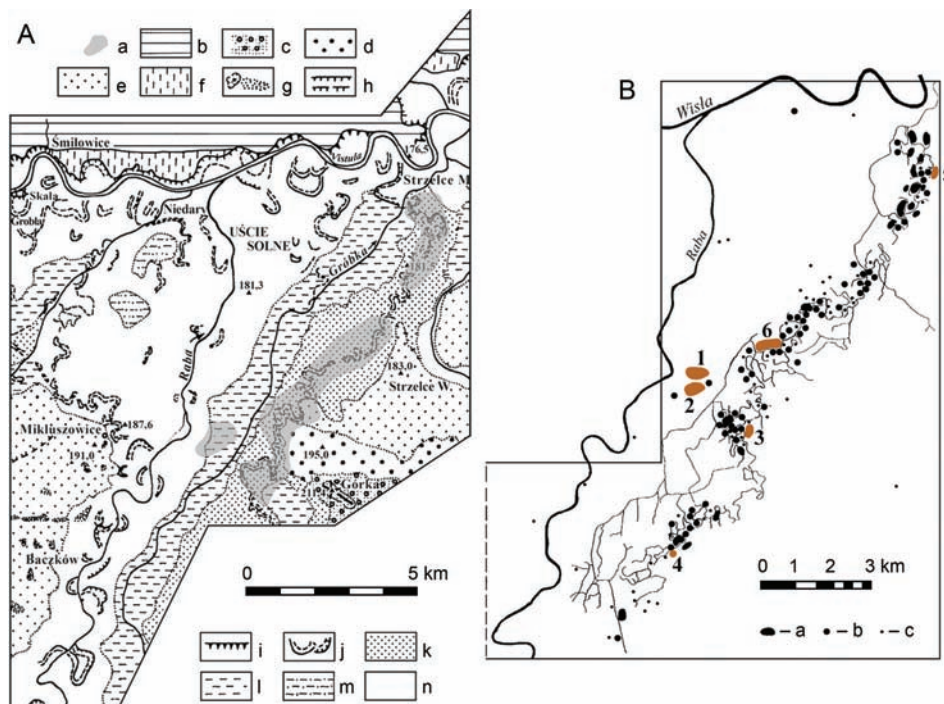 A
a b c d
e f g h
Śmiłowice
Vistula
176,5
Strzelce M.
Skała
Grobla
Niedary
UŚCIE
SOLNE
Gróbka
181,3
Raba
183,0
Strzelce W.
Mikluszowice
187,6
191,0
195,0
Górka
Baczków
0 5 km
i j k
l m n
B
Wisła
Raba
6
1
2
3
4
0 1 2 3 km
a b c